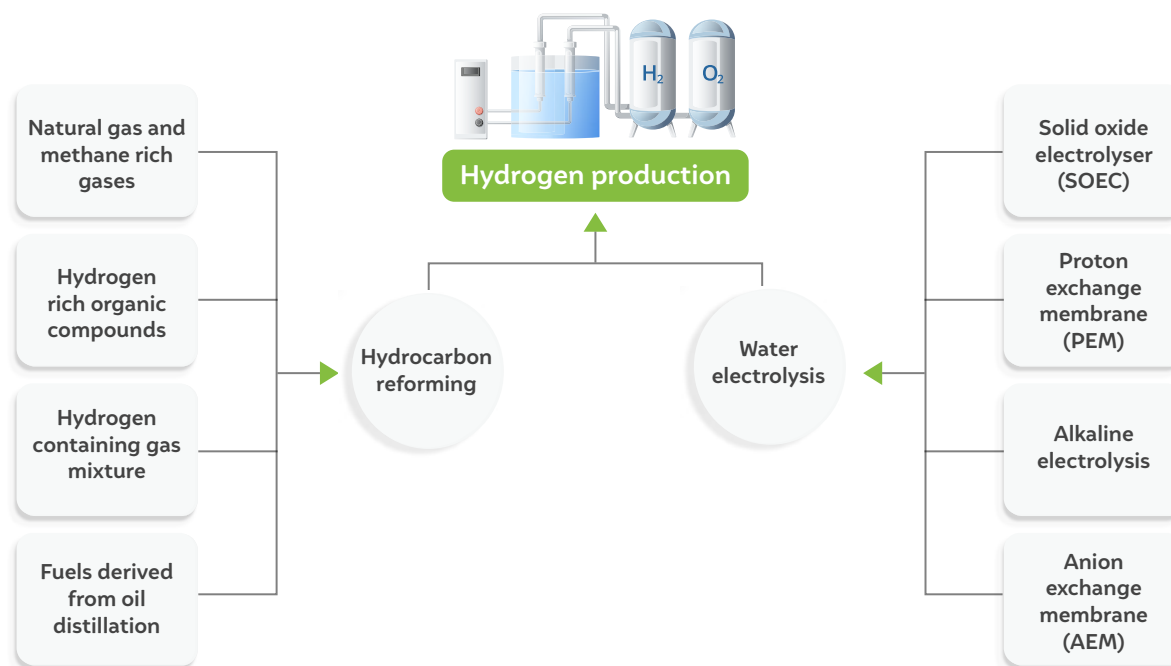 H₂
O₂
Hydrogen production
Natural gas and
methane rich
gases
Hydrogen
rich organic
compounds
Hydrogen
containing gas
mixture
Fuels derived
from oil
distillation
Hydrocarbon
reforming
Water
electrolysis
Solid oxide
electrolyser
(SOEC)
Proton
exchange
membrane
(PEM)
Alkaline
electrolysis
Anion
exchange
membrane
(AEM)